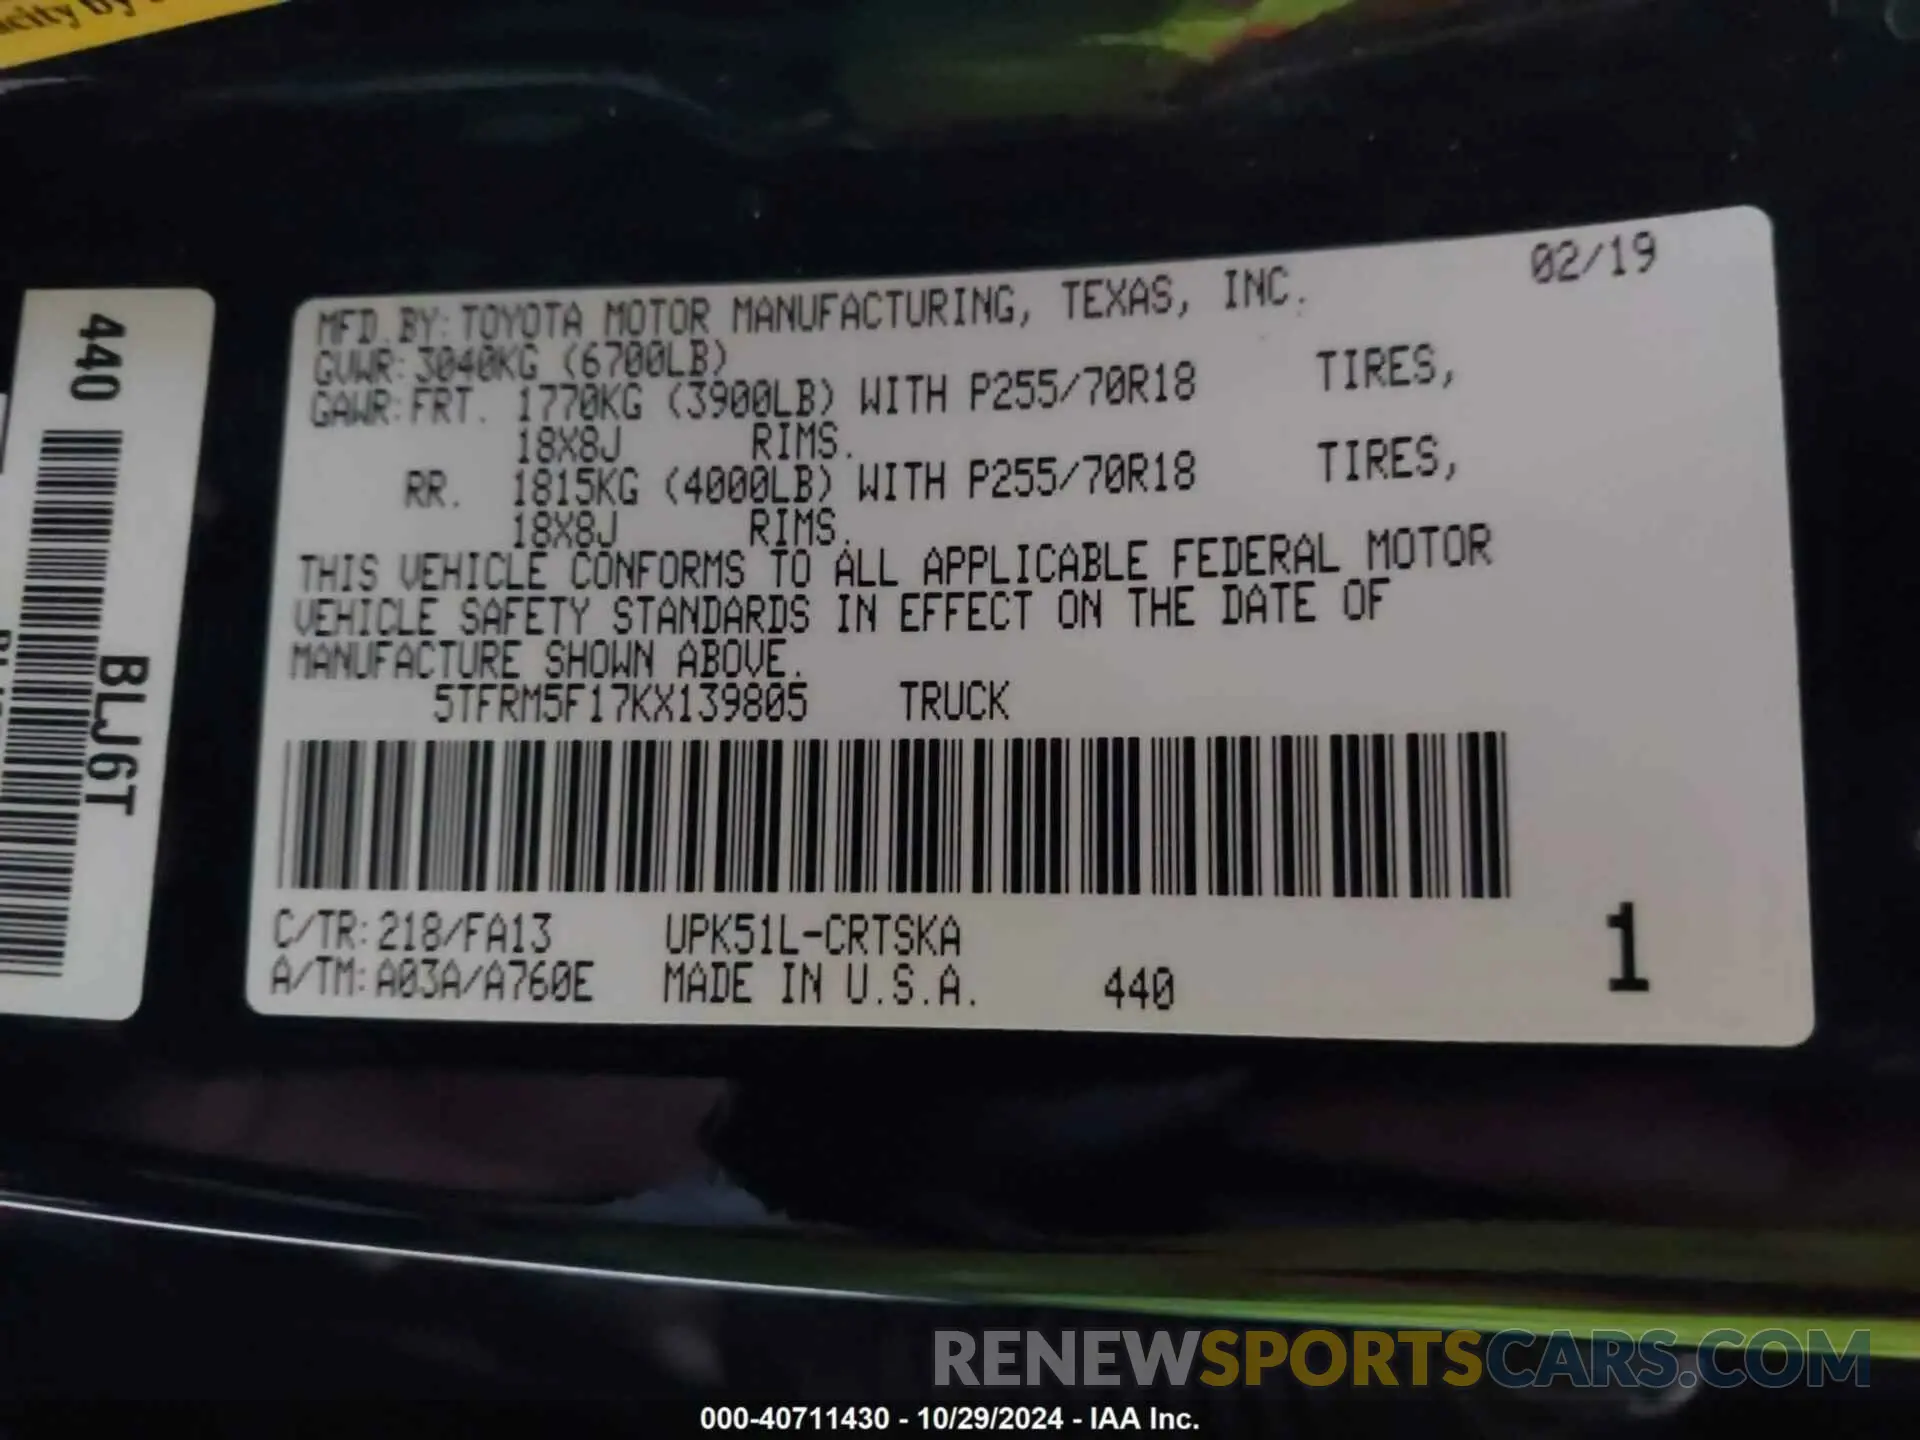 acity by
440
BLJ6T
02/19
MFD.BY:TOYOTA MOTOR MANUFACTURING, TEXAS, INC.
GVWR:3040KG (6700LB)
GAWR:FRT. 1770KG (3900LB) WITH P255/70R18 TIRES,
18X8J RIMS.
RR. 1815KG (4000LB) WITH P255/70R18 TIRES,
18X8J RIMS.
THIS VEHICLE CONFORMS TO ALL APPLICABLE FEDERAL MOTOR
VEHICLE SAFETY STANDARDS IN EFFECT ON THE DATE OF
MANUFACTURE SHOWN ABOVE.
5TFRM5F17KX139805 TRUCK
C/TR:218/FA13 UPK51L-CRTSKA
A/TM:A03A/A760E MADE IN U.S.A. 440
1
RENEWSPORTSCARS.COM
000-40711430 - 10/29/2024 - IAA Inc.